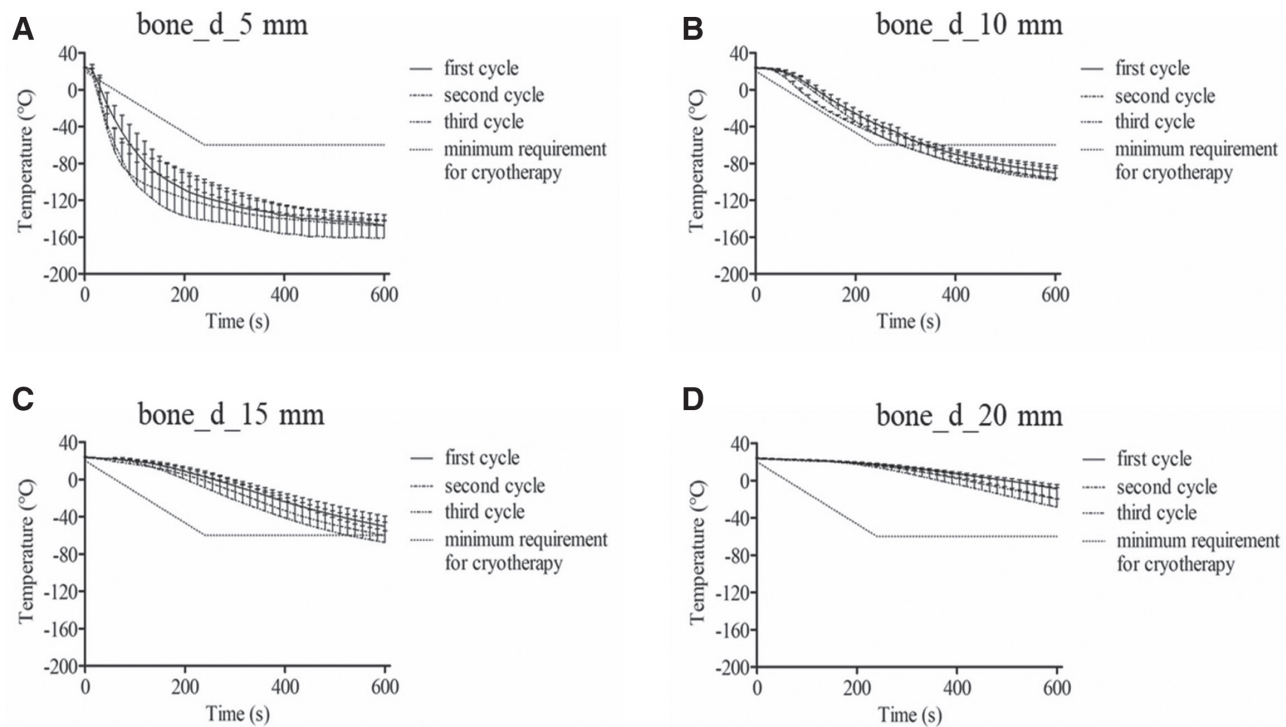 A
bone_d_5 mm
40
0
-40
-80
-120
-160
-200
Temperature (°C)
0
200
400
600
Time (s)
first cycle
second cycle
third cycle
minimum requirement
for cryotherapy
B
bone_d_10 mm
40
0
-40
-80
-120
-160
-200
Temperature (°C)
0
200
400
600
Time (s)
first cycle
second cycle
third cycle
minimum requirement
for cryotherapy
C
bone_d_15 mm
40
0
-40
-80
-120
-160
-200
Temperature (°C)
0
200
400
600
Time (s)
first cycle
second cycle
third cycle
minimum requirement
for cryotherapy
D
bone_d_20 mm
40
0
-40
-80
-120
-160
-200
Temperature (°C)
0
200
400
600
Time (s)
first cycle
second cycle
third cycle
minimum requirement
for cryotherapy